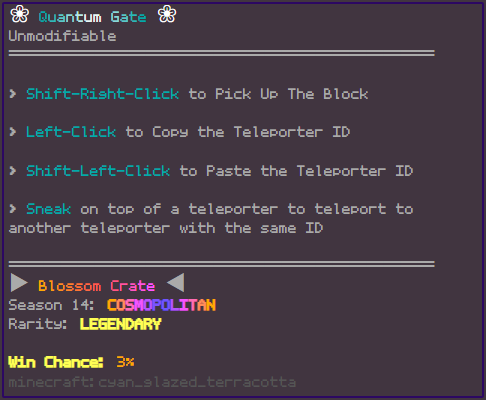 ❀ Quantum Gate ❀
Unmodifiable
> Shift-Right-Click to Pick Up The Block
> Left-Click to Copy the Teleporter ID
> Shift-Left-Click to Paste the Teleporter ID
> Sneak on top of a teleporter to teleport to
another teleporter with the same ID
▶ Blossom Crate ◀
Season 14: COSMOPOLITAN
Rarity: LEGENDARY
Win Chance: 3%
minecraft:cyan_glazed_terracotta